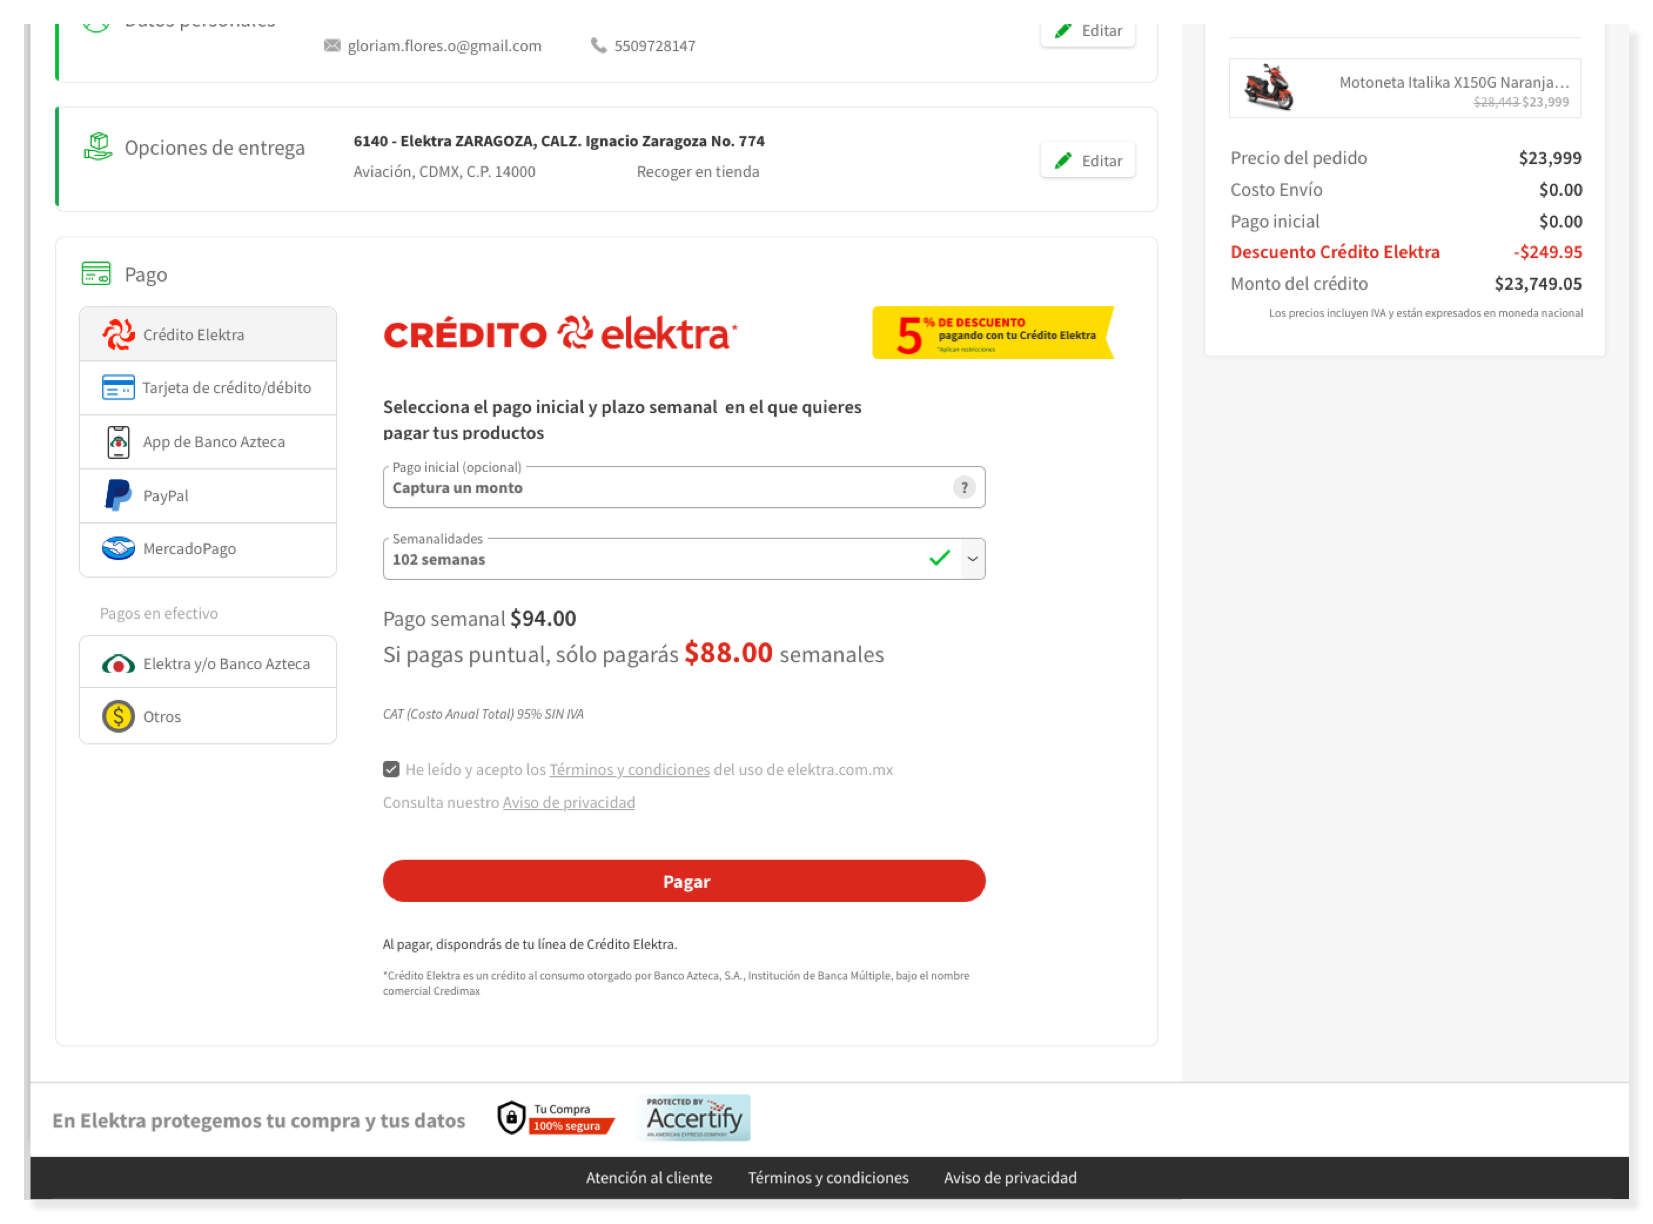 Datos personales
gloriam.flores.o@gmail.com
5509728147
Editar
Opciones de entrega
6140 - Elektra ZARAGOZA, CALZ. Ignacio Zaragoza No. 774
Aviación, CDMX, C.P. 14000
Recoger en tienda
Editar
Pago
Crédito Elektra
Tarjeta de crédito/débito
App de Banco Azteca
PayPal
MercadoPago
Pagos en efectivo
Elektra y/o Banco Azteca
$ Otros
CRÉDITO elektra*
5% DE DESCUENTO
pagando con tu Crédito Elektra
*Aplican restricciones
Selecciona el pago inicial y plazo semanal en el que quieres
pagar tus productos
Pago inicial (opcional)
Captura un monto
?
Semanalidades
102 semanas
Pago semanal $94.00
Si pagas puntual, sólo pagarás $88.00 semanales
CAT (Costo Anual Total) 95% SIN IVA
He leído y acepto los Términos y condiciones del uso de elektra.com.mx
Consulta nuestro Aviso de privacidad
Pagar
Al pagar, dispondrás de tu línea de Crédito Elektra.
*Crédito Elektra es un crédito al consumo otorgado por Banco Azteca, S.A., Institución de Banca Múltiple, bajo el nombre
comercial Credimax
Motoneta Italika X150G Naranja...
$28,443 $23,999
Precio del pedido $23,999
Costo Envío $0.00
Pago inicial $0.00
Descuento Crédito Elektra -$249.95
Monto del crédito $23,749.05
Los precios incluyen IVA y están expresados en moneda nacional
En Elektra protegemos tu compra y tus datos
Tu Compra
100% segura
PROTECTED BY
Accertify
AN AMERICAN EXPRESS COMPANY
Atención al cliente
Términos y condiciones
Aviso de privacidad